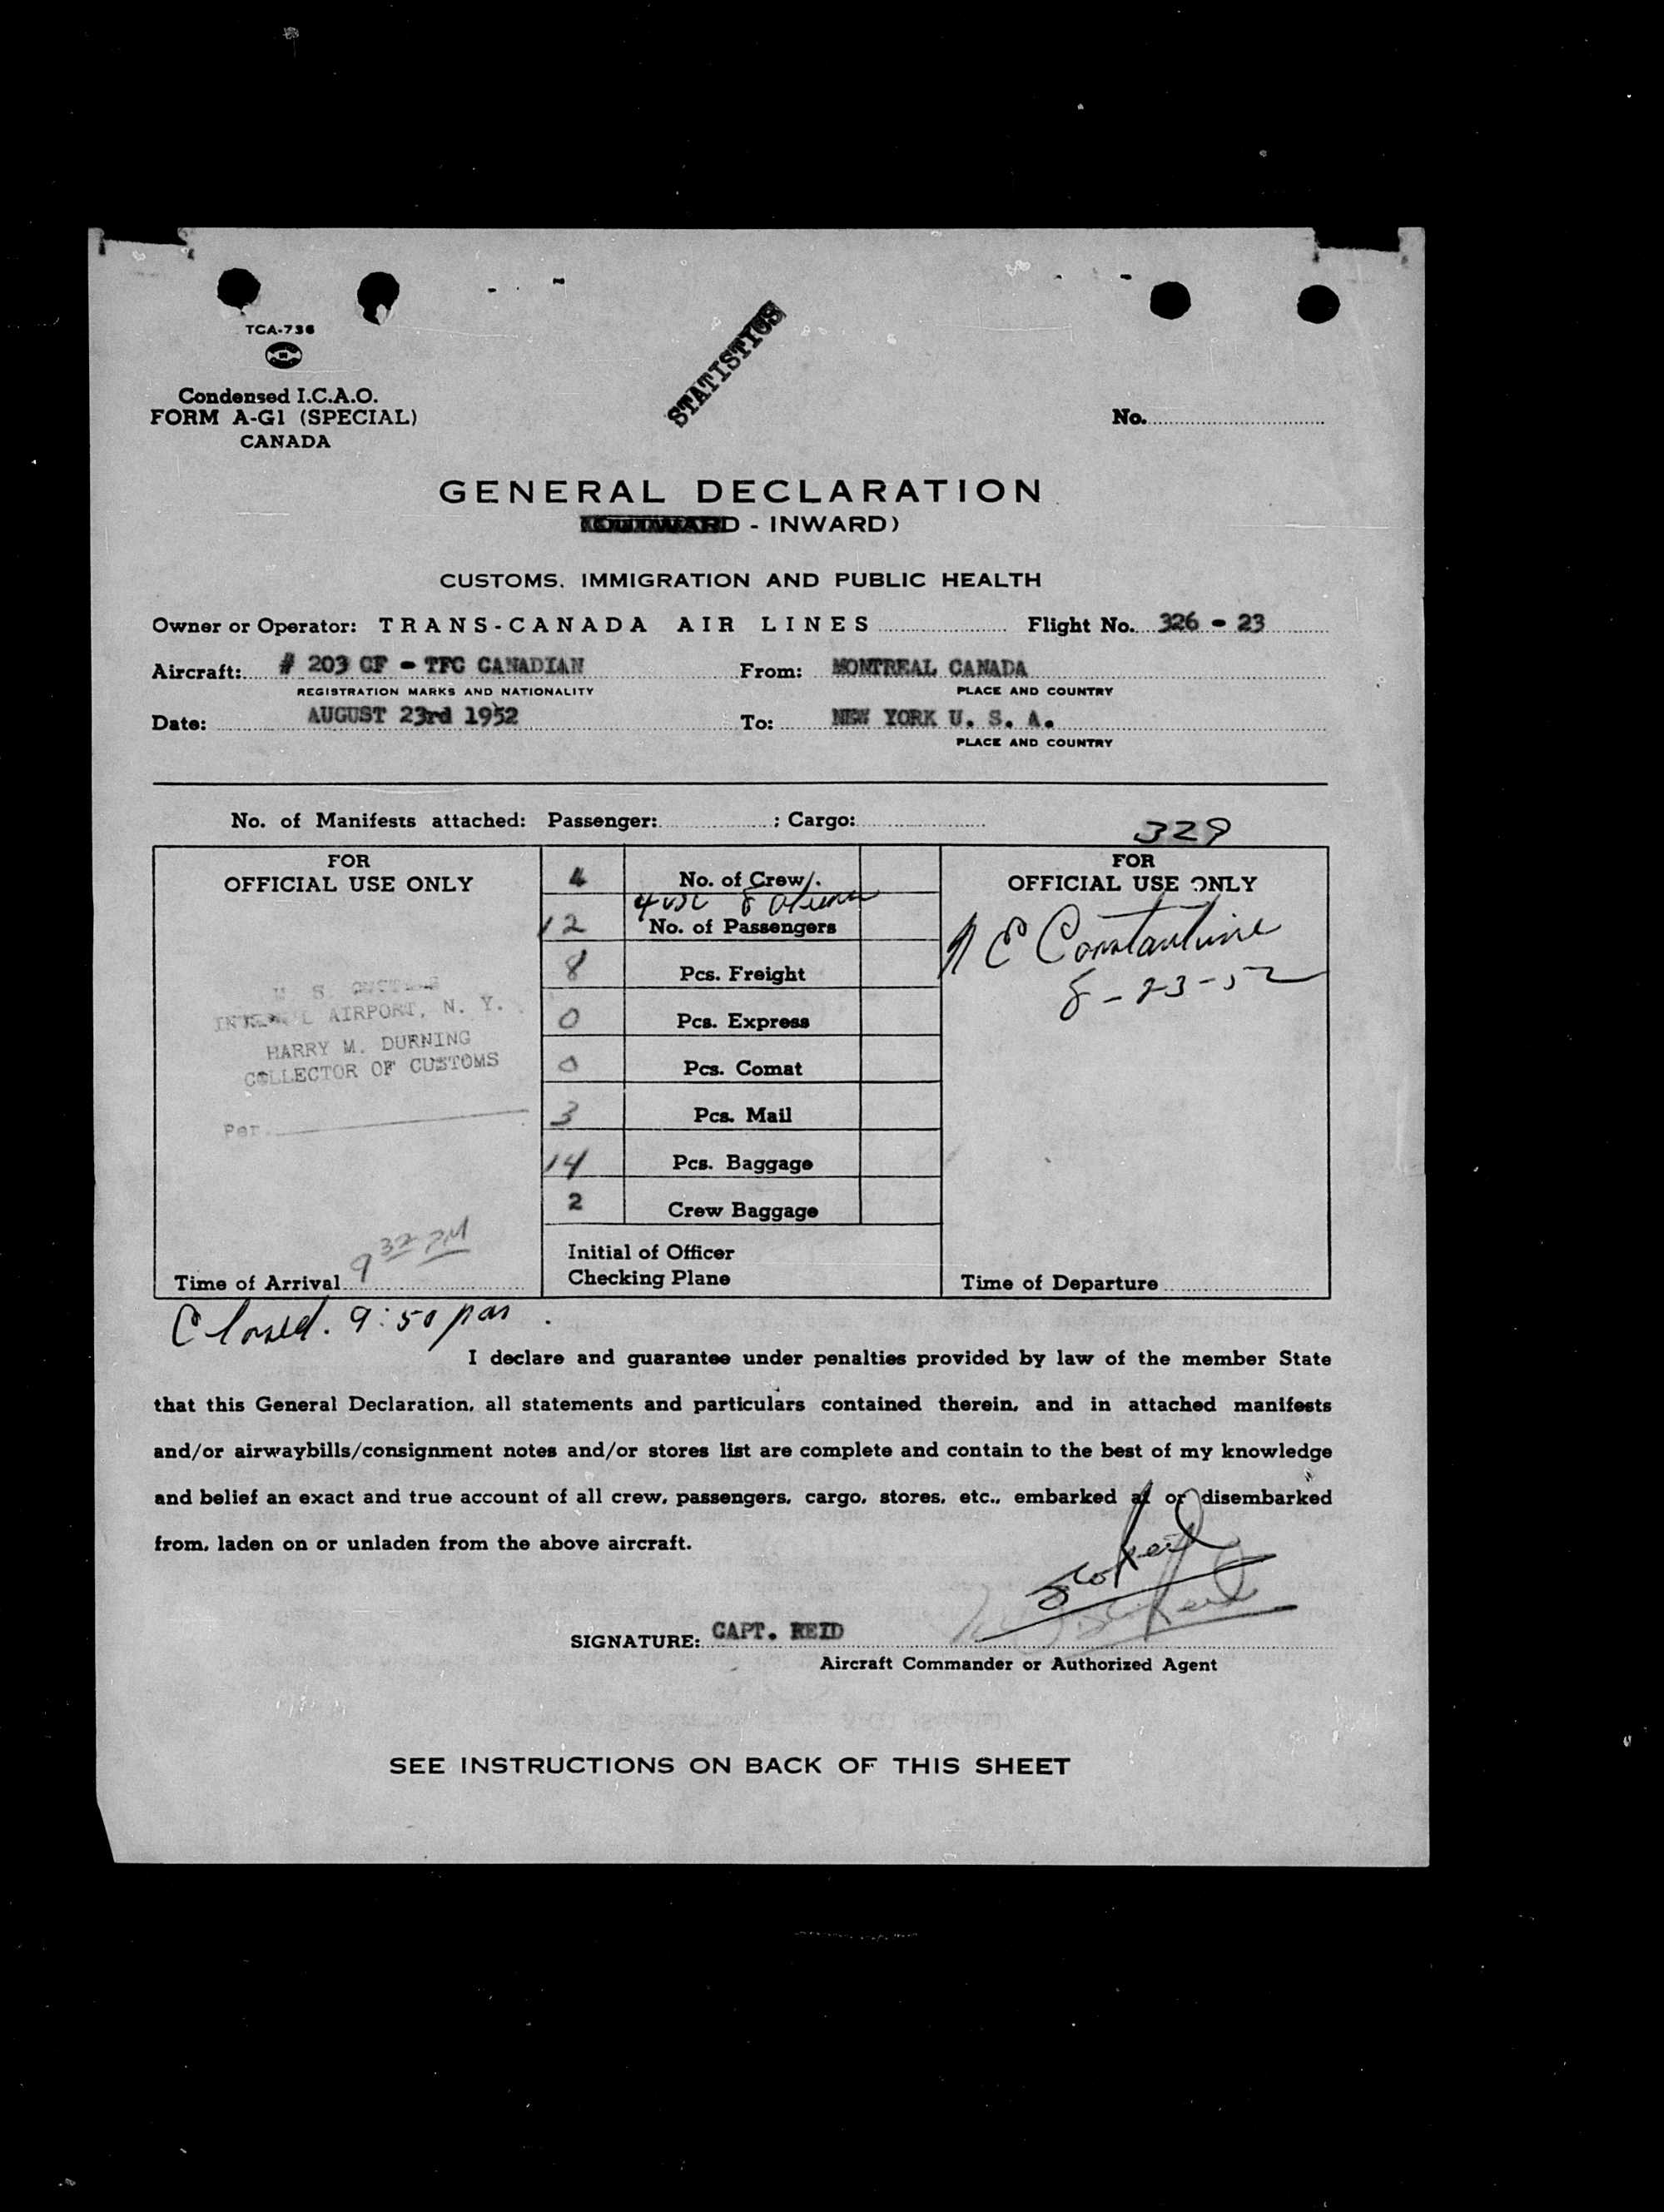 TCA-736
Condensed I.C.A.O.
FORM A-G1 (SPECIAL)
CANADA
STATISTICS
No.
GENERAL DECLARATION
(OUTWARD - INWARD)
CUSTOMS, IMMIGRATION AND PUBLIC HEALTH
Owner or Operator: TRANS-CANADA AIR LINES Flight No. 326 - 23
Aircraft: # 203 CF - TFC CANADIAN From: MONTREAL CANADA
REGISTRATION MARKS AND NATIONALITY PLACE AND COUNTRY
Date: AUGUST 23rd 1952 To: NEW YORK U. S. A.
PLACE AND COUNTRY
No. of Manifests attached: Passenger: ; Cargo:
329
FOR
OFFICIAL USE ONLY
U. S. CUSTOMS
AIRPORT, N. Y.
HARRY M. DURNING
COLLECTOR OF CUSTOMS
Per
Time of Arrival 9 32 PM
4 No. of Crew
4 USC 8 Aliens
12 No. of Passengers
8 Pcs. Freight
0 Pcs. Express
0 Pcs. Comat
3 Pcs. Mail
14 Pcs. Baggage
2 Crew Baggage
Initial of Officer
Checking Plane
FOR
OFFICIAL USE ONLY
E Constantine
8-23-52
Time of Departure
Closed. 9:50 pm.
I declare and guarantee under penalties provided by law of the member State
that this General Declaration, all statements and particulars contained therein, and in attached manifests
and/or airwaybills/consignment notes and/or stores list are complete and contain to the best of my knowledge
and belief an exact and true account of all crew, passengers, cargo, stores, etc., embarked at or disembarked
from, laden on or unladen from the above aircraft.
SIGNATURE: CAPT. REID
Aircraft Commander or Authorized Agent
SEE INSTRUCTIONS ON BACK OF THIS SHEET